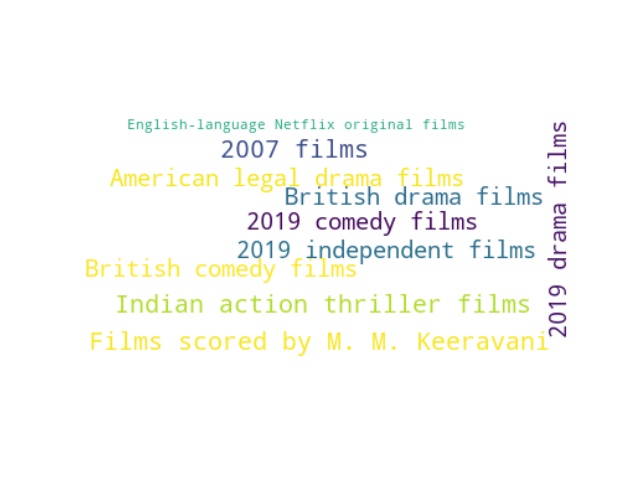 English-language Netflix original films
2007 films
American legal drama films
British drama films
2019 comedy films
2019 independent films
British comedy films
Indian action thriller films
Films scored by M. M. Keeravani
2019 drama films